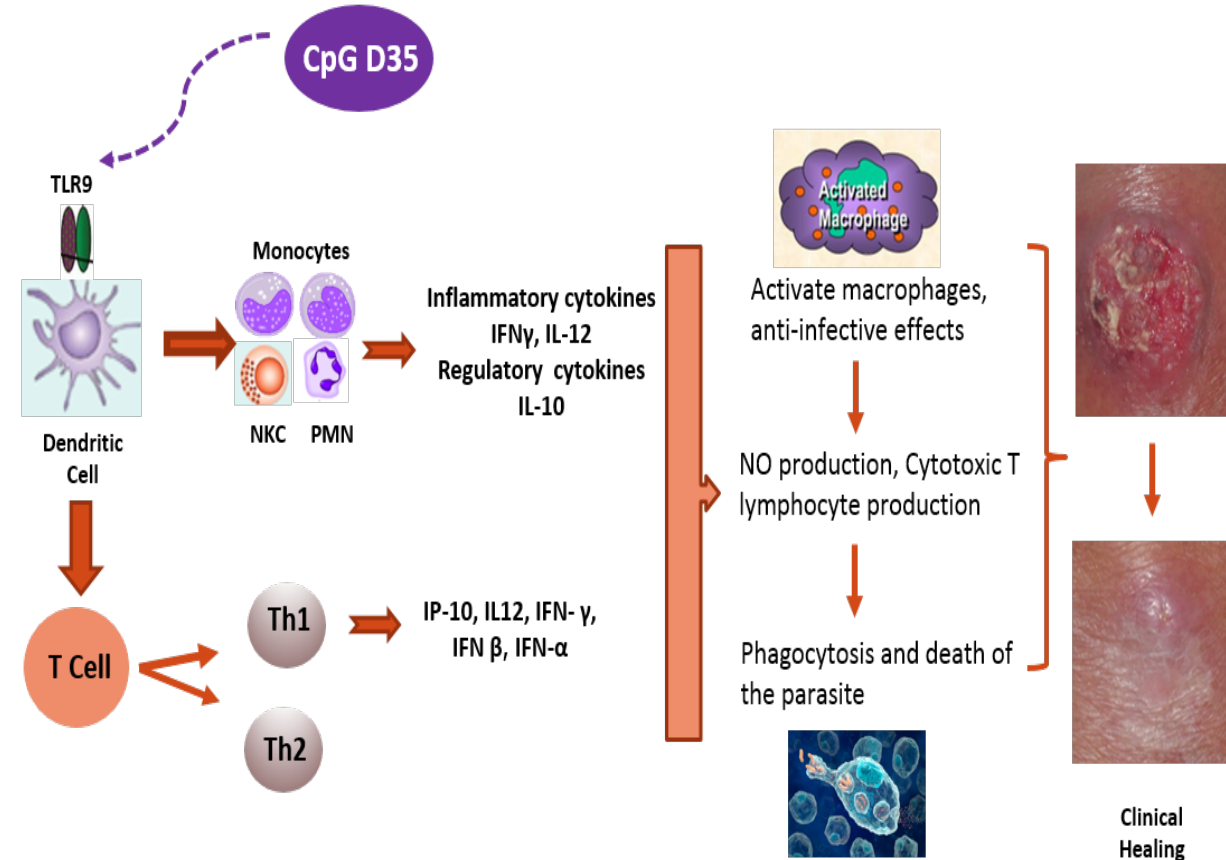 CpG D35
TLR9
Dendritic
Cell
Monocytes
NKC PMN
Inflammatory cytokines
IFNγ, IL-12
Regulatory cytokines
IL-10
T Cell
Th1
Th2
IP-10, IL12, IFN- γ,
IFN β, IFN-α
Activated
Macrophage
Activate macrophages,
anti-infective effects
NO production, Cytotoxic T
lymphocyte production
Phagocytosis and death of
the parasite
Clinical
Healing